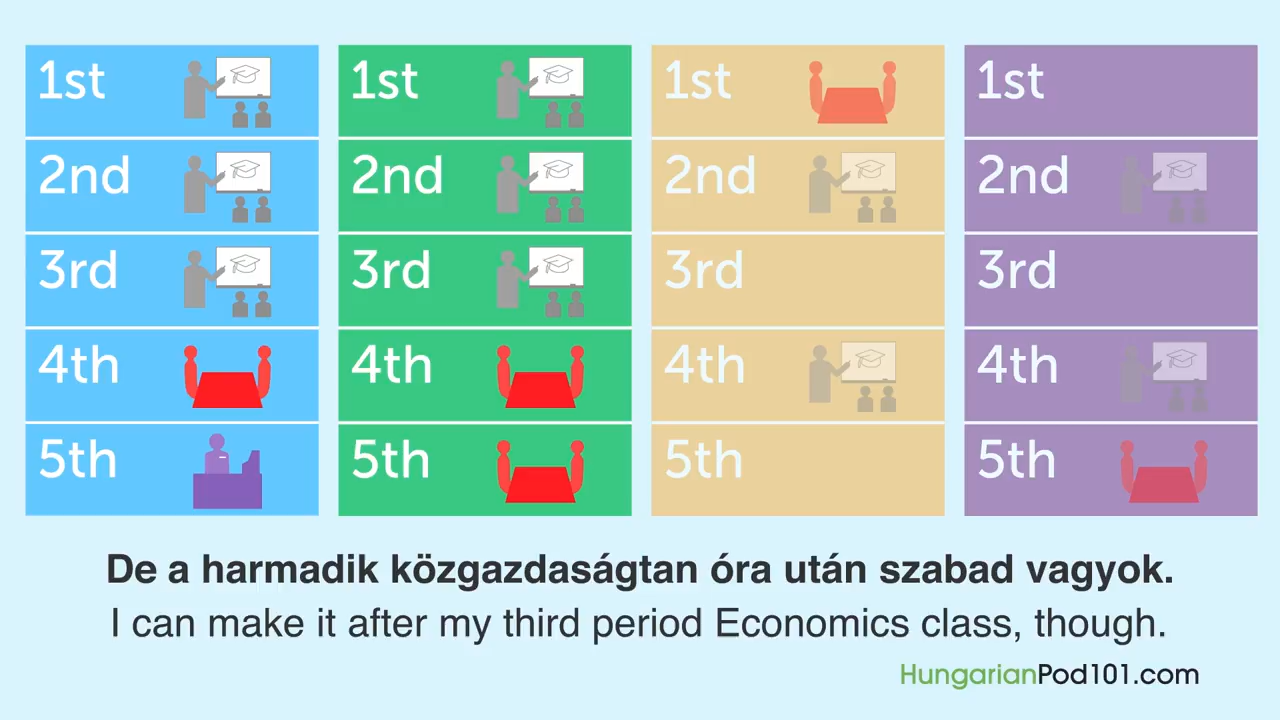 1st 1st 1st 1st
2nd 2nd 2nd 2nd
3rd 3rd 3rd 3rd
4th 4th 4th 4th
5th 5th 5th 5th
De a harmadik közgazdaságtan óra után szabad vagyok.
I can make it after my third period Economics class, though.
HungarianPod101.com